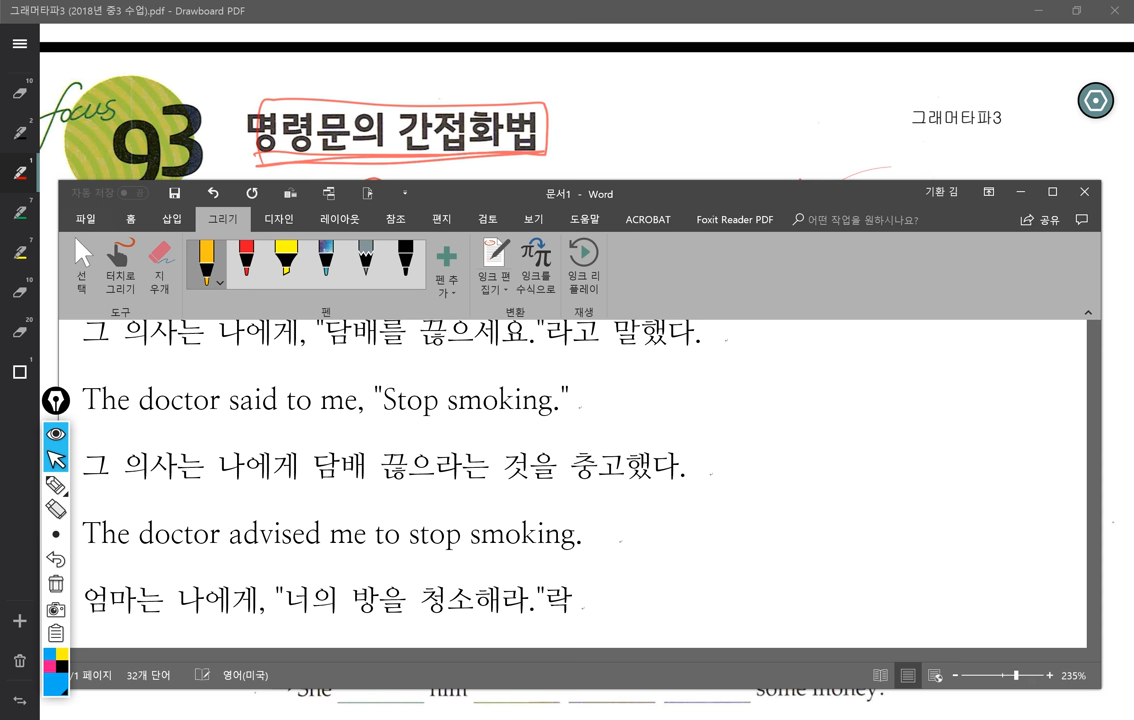 그래머타파3 (2018년 중3 수업).pdf - Drawboard PDF
focus
93
명령문의 간접화법
그래머타파3
자동 저장
문서1 - Word
기환 김
파일 홈 삽입 그리기 디자인 레이아웃 참조 편지 검토 보기 도움말 ACROBAT Foxit Reader PDF 어떤 작업을 원하시나요? 공유
선택
터치로 그리기
지우개
펜 추가
잉크 편집기
잉크를 수식으로
잉크 리플레이
도구 펜 변환 재생
그 의사는 나에게, "담배를 끊으세요."라고 말했다.
The doctor said to me, "Stop smoking."
그 의사는 나에게 담배 끊으라는 것을 충고했다.
The doctor advised me to stop smoking.
엄마는 나에게, "너의 방을 청소해라."락
/1 페이지 32개 단어 영어(미국) 235%
She him some money.
10
2
1
7
7
10
20
1